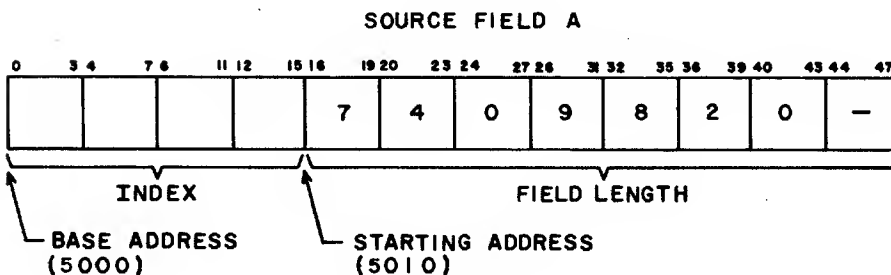 SOURCE FIELD A
0 3 4 7 6 11 12 15 16 19 20 23 24 27 26 31 32 35 36 39 40 43 44 47
7 4 0 9 8 2 0 –
INDEX FIELD LENGTH
BASE ADDRESS STARTING ADDRESS
(5000) (5010)